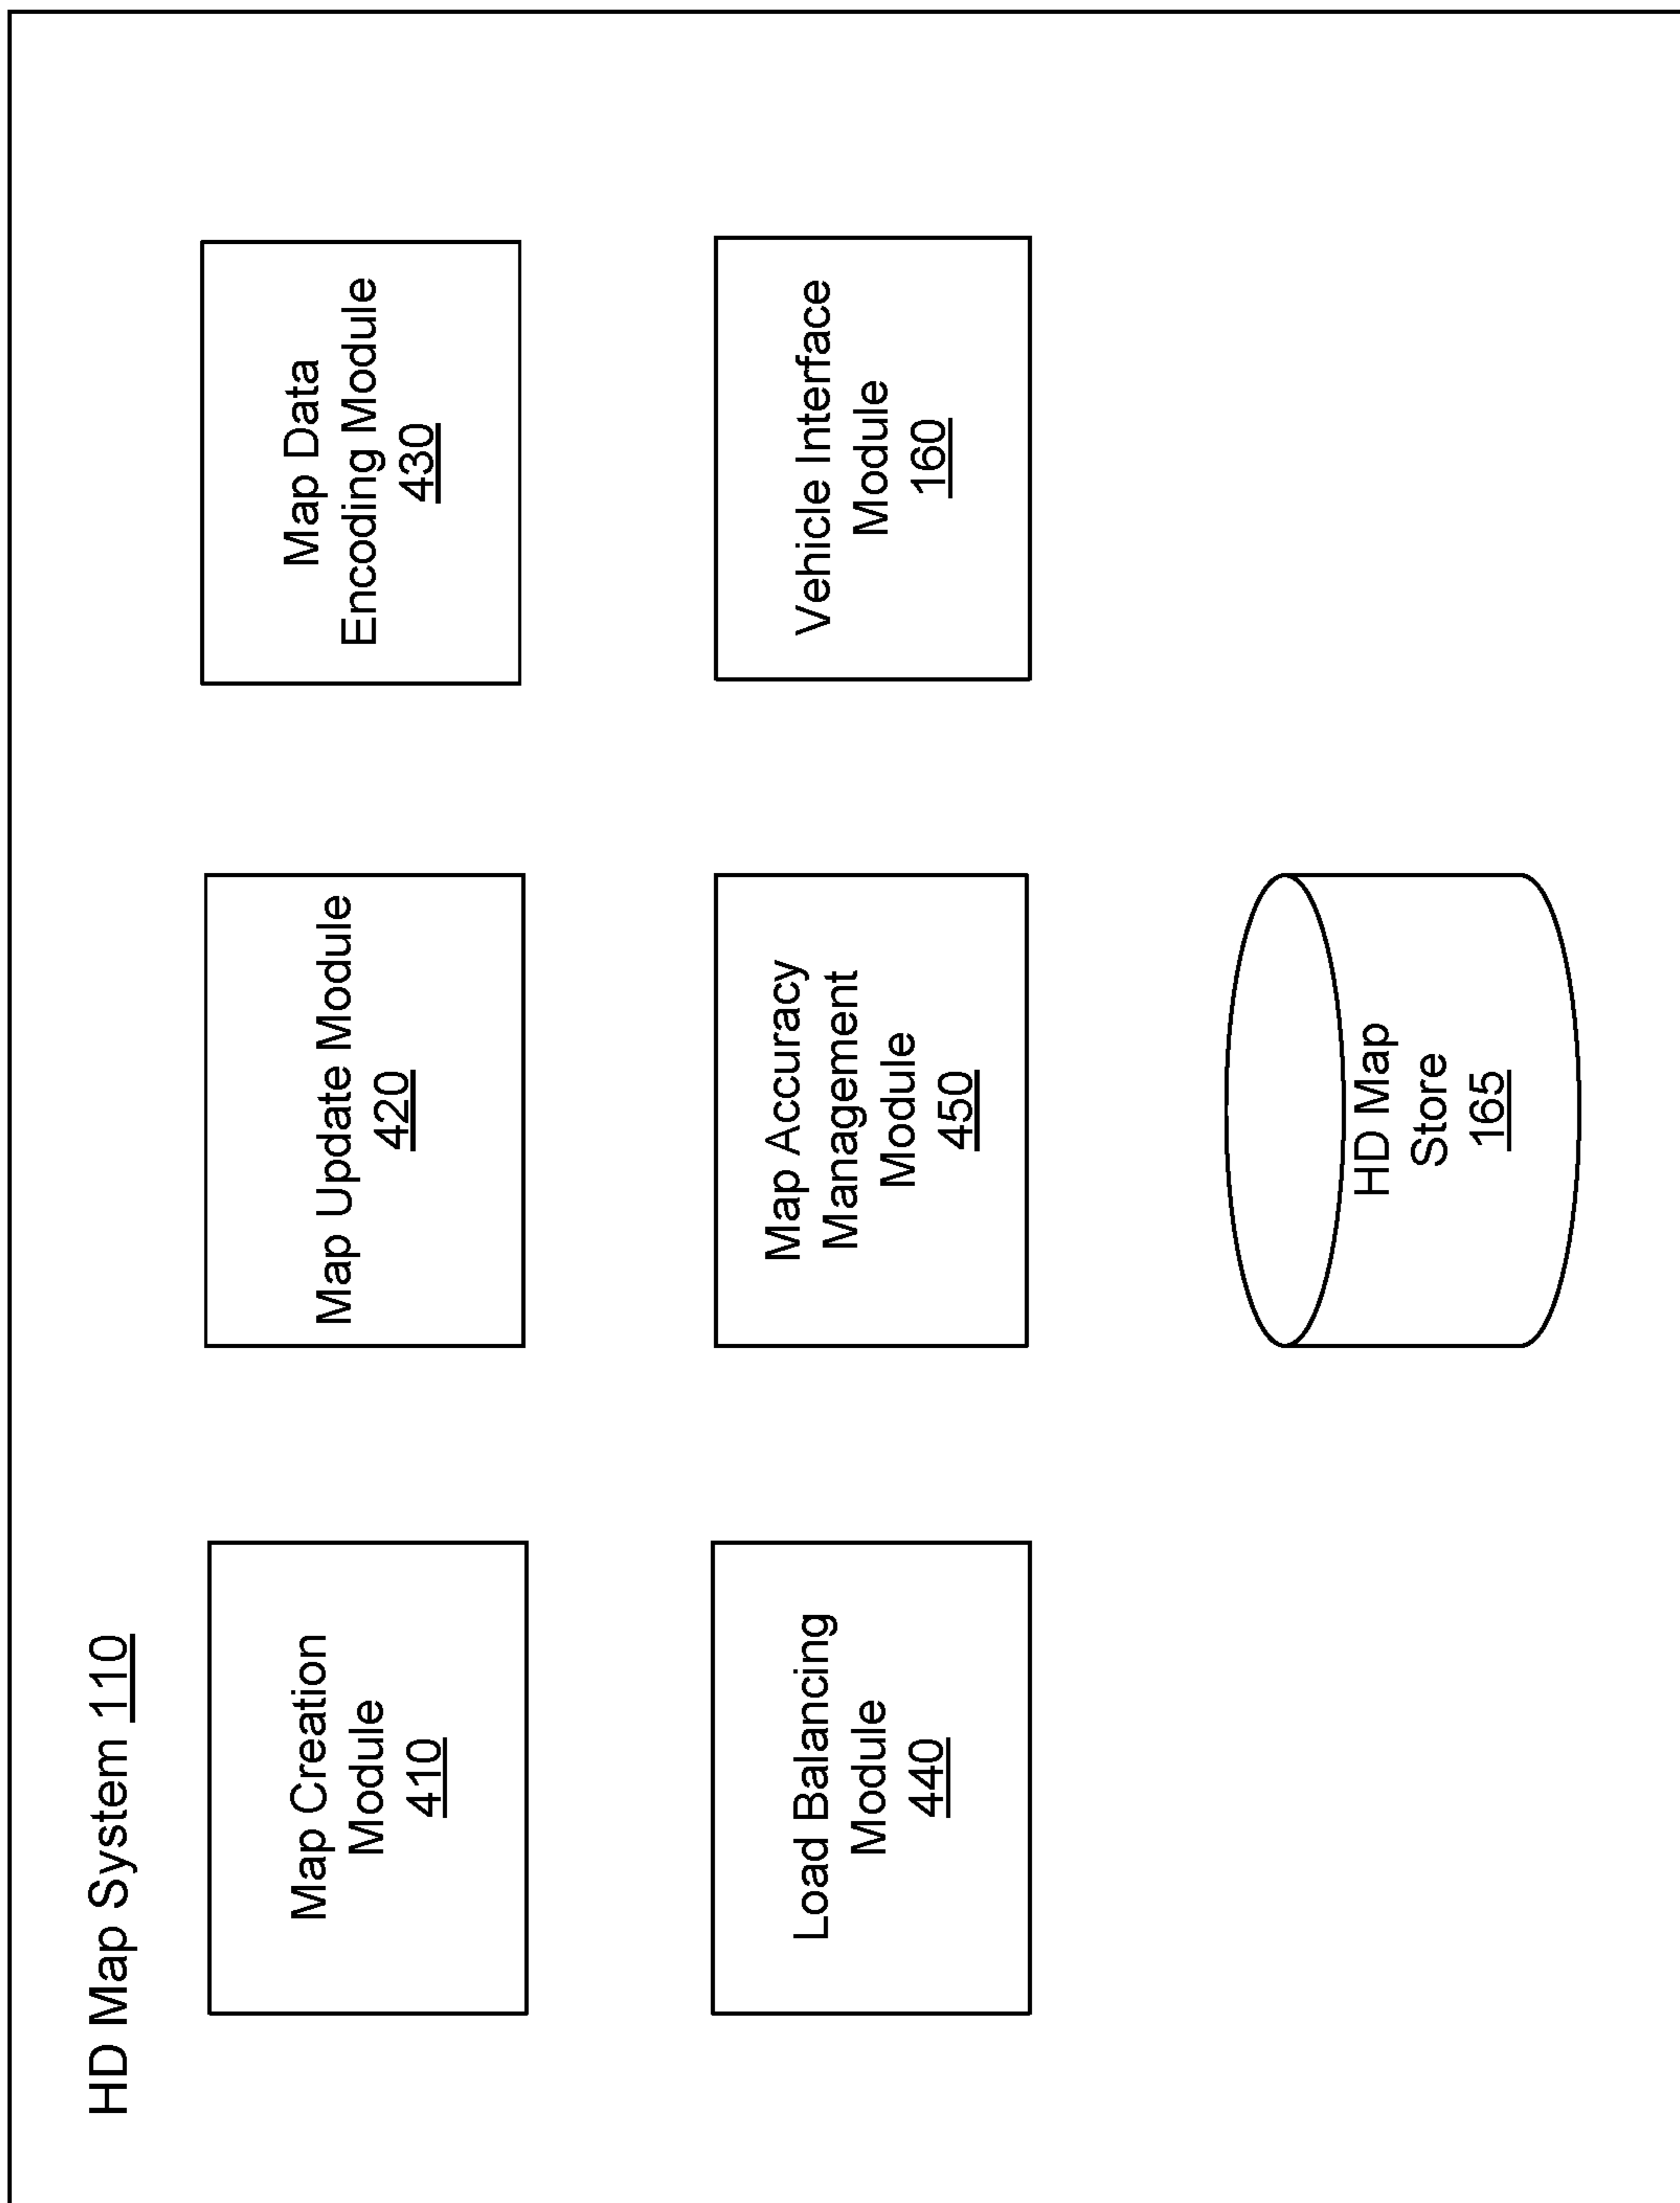 HD Map System 110
Map Creation
Module
410
Map Update Module
420
Map Data
Encoding Module
430
Load Balancing
Module
440
Map Accuracy
Management
Module
450
Vehicle Interface
Module
160
HD Map
Store
165